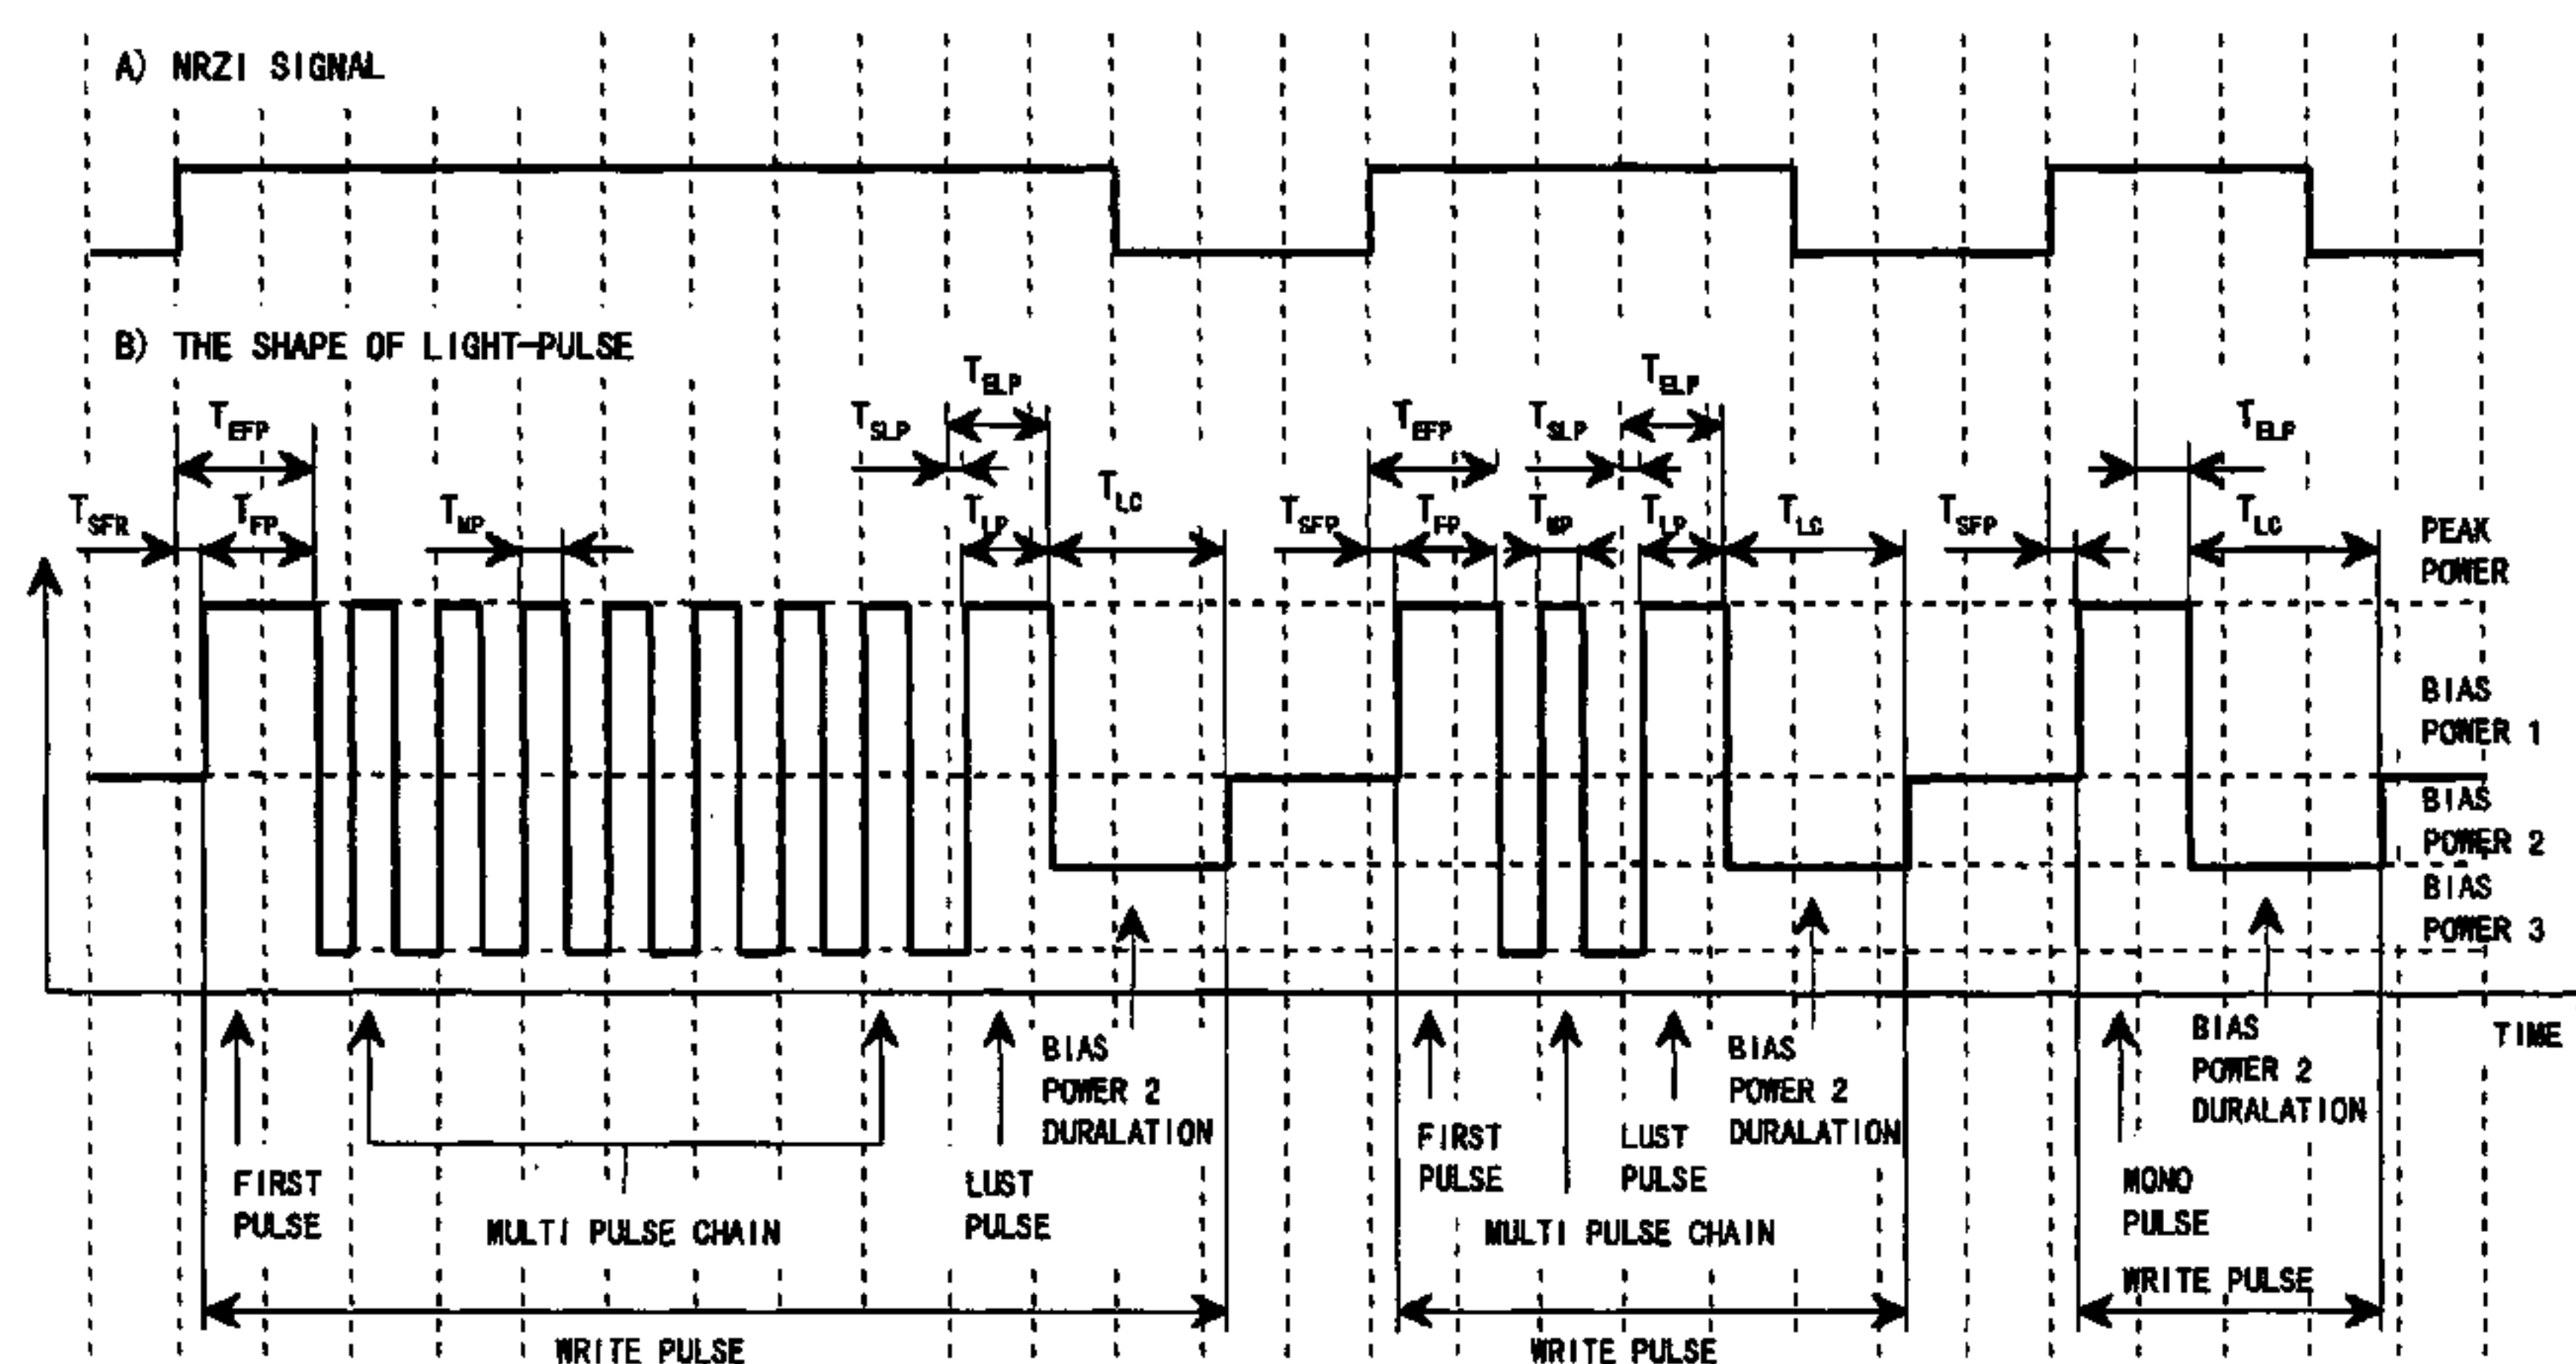 A) NRZI SIGNAL
B) THE SHAPE OF LIGHT-PULSE
TELP
TELP
TEFP
TSLP
TEFP
TSLP
TELP
TSFR
TFP
TMP
TLP
TLC
TSFP
TFP
TMP
TLP
TLC
TSFP
TLC
PEAK
POWER
BIAS
POWER 1
BIAS
POWER 2
BIAS
POWER 3
TIME
FIRST
PULSE
MULTI PULSE CHAIN
LUST
PULSE
BIAS
POWER 2
DURALATION
FIRST
PULSE
MULTI PULSE CHAIN
LUST
PULSE
BIAS
POWER 2
DURALATION
MONO
PULSE
BIAS
POWER 2
DURALATION
WRITE PULSE
WRITE PULSE
WRITE PULSE